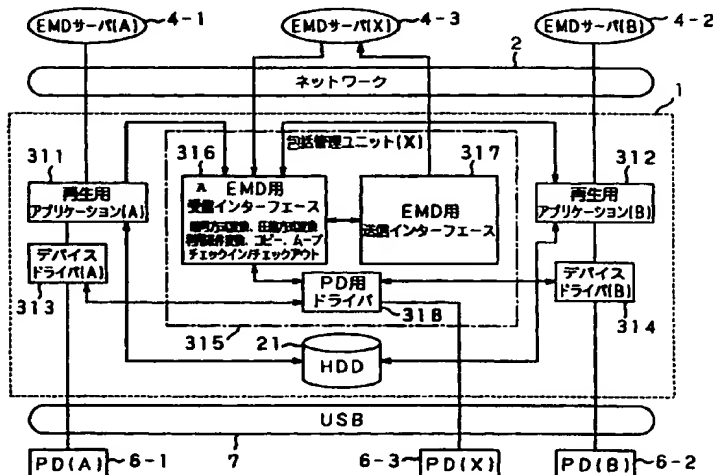 EMDサーバ(A)
4-1
EMDサーバ(X)
4-3
EMDサーバ(B)
4-2
2
ネットワーク
1
包括管理ユニット(X)
311
316
317
312
再生用
アプリケーション(A)
A
EMD用
受信インターフェース
暗号方式変換、圧縮方式変換、
利用条件変換、コピー、ムーブ
チェックイン/チェックアウト
EMD用
送信インターフェース
再生用
アプリケーション(B)
デバイス
ドライバ(A)
313
PD用
ドライバ
318
デバイス
ドライバ(B)
314
315
21
HDD
USB
7
PD(A)
6-1
6-3
PD(X)
PD(B)
6-2